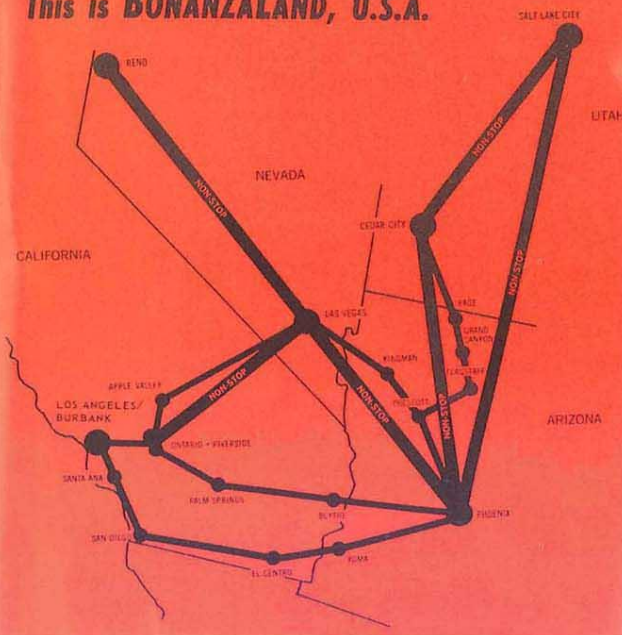 This is BONANZALAND, U.S.A.
SALT LAKE CITY
RENO
UTAH
NON-STOP
NEVADA
NON-STOP
CEDAR CITY
CALIFORNIA
NON-STOP
PAGE
LAS VEGAS
GRAND
CANYON
KINGMAN
FLAGSTAFF
APPLE VALLEY
NON-STOP
PRESCOTT
NON-STOP
NON-STOP
LOS ANGELES/
BURBANK
ARIZONA
ONTARIO - RIVERSIDE
SANTA ANA
PALM SPRINGS
BLYTHE
PHOENIX
SAN DIEGO
YUMA
EL CENTRO